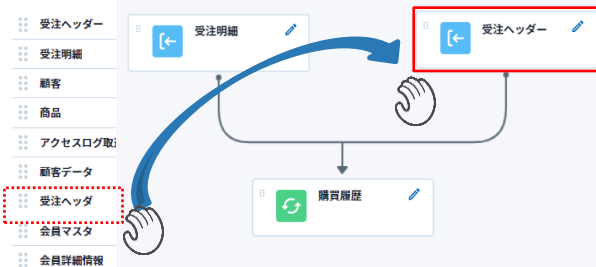 受注ヘッダー
受注明細
顧客
商品
アクセスログ取
顧客データ
受注ヘッダ
会員マスタ
会員詳細情報
受注明細
受注ヘッダー
購買履歴